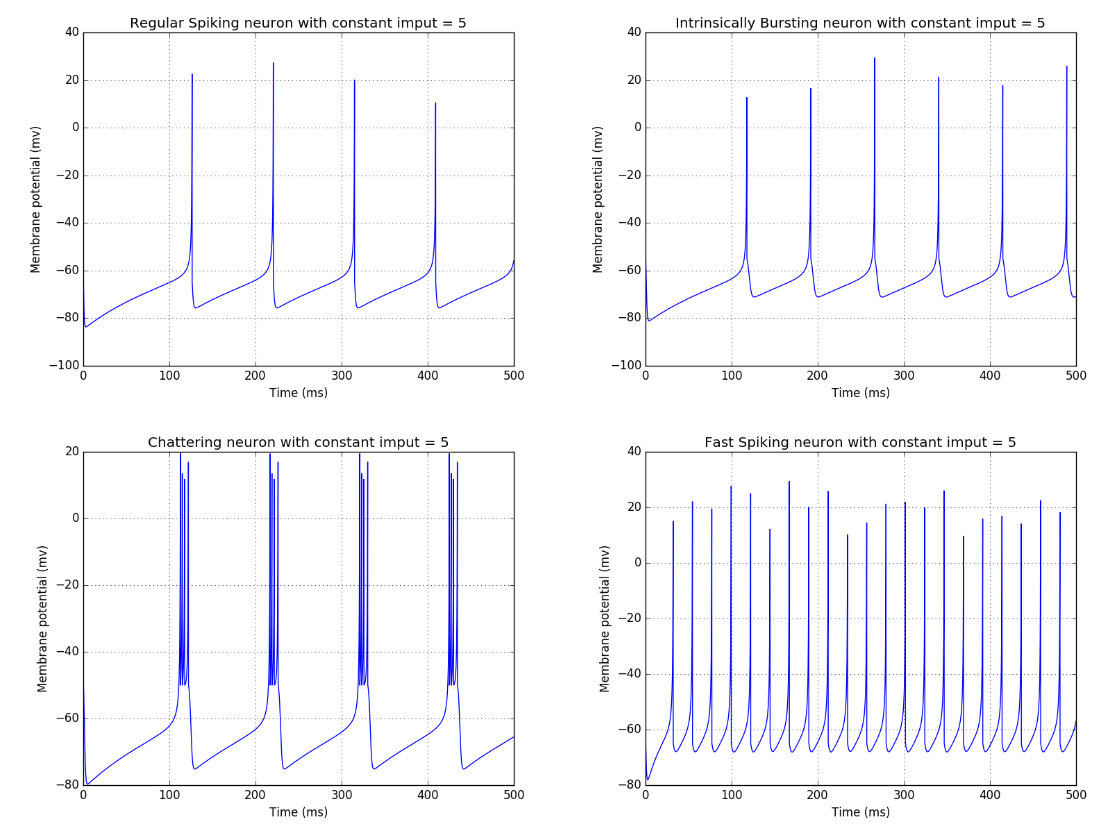 Regular Spiking neuron with constant imput = 5
40
20
0
−20
−40
−60
−80
−100
Membrane potential (mv)
0 100 200 300 400 500
Time (ms)
Intrinsically Bursting neuron with constant imput = 5
40
20
0
−20
−40
−60
−80
−100
Membrane potential (mv)
0 100 200 300 400 500
Time (ms)
Chattering neuron with constant imput = 5
20
0
−20
−40
−60
−80
Membrane potential (mv)
0 100 200 300 400 500
Time (ms)
Fast Spiking neuron with constant imput = 5
40
20
0
−20
−40
−60
−80
Membrane potential (mv)
0 100 200 300 400 500
Time (ms)